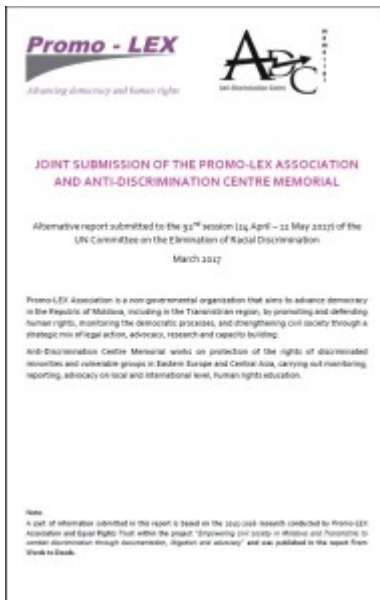 Promo - LEX
Advancing democracy and human rights
ADC
memorial
Anti-Discrimination Centre
JOINT SUBMISSION OF THE PROMO-LEX ASSOCIATION
AND ANTI-DISCRIMINATION CENTRE MEMORIAL
Alternative report submitted to the 92nd session (24 April – 12 May 2017) of the
UN Committee on the Elimination of Racial Discrimination
March 2017
Promo-LEX Association is a non-governmental organization that aims to advance democracy
in the Republic of Moldova, including in the Transnistrian region, by promoting and defending
human rights, monitoring the democratic processes, and strengthening civil society through a
strategic mix of legal action, advocacy, research and capacity building.
Anti-Discrimination Centre Memorial works on protection of the rights of discriminated
minorities and vulnerable groups in Eastern Europe and Central Asia, carrying out monitoring,
reporting, advocacy on local and international level, human rights education.
Note
A part of information submitted in this report is based on the 2015-2016 research conducted by Promo-LEX
Association and Equal Rights Trust within the project "Empowering civil society in Moldova and Transnistria to
combat discrimination through documentation, litigation and advocacy" and was published in the report From
Words to Deeds.